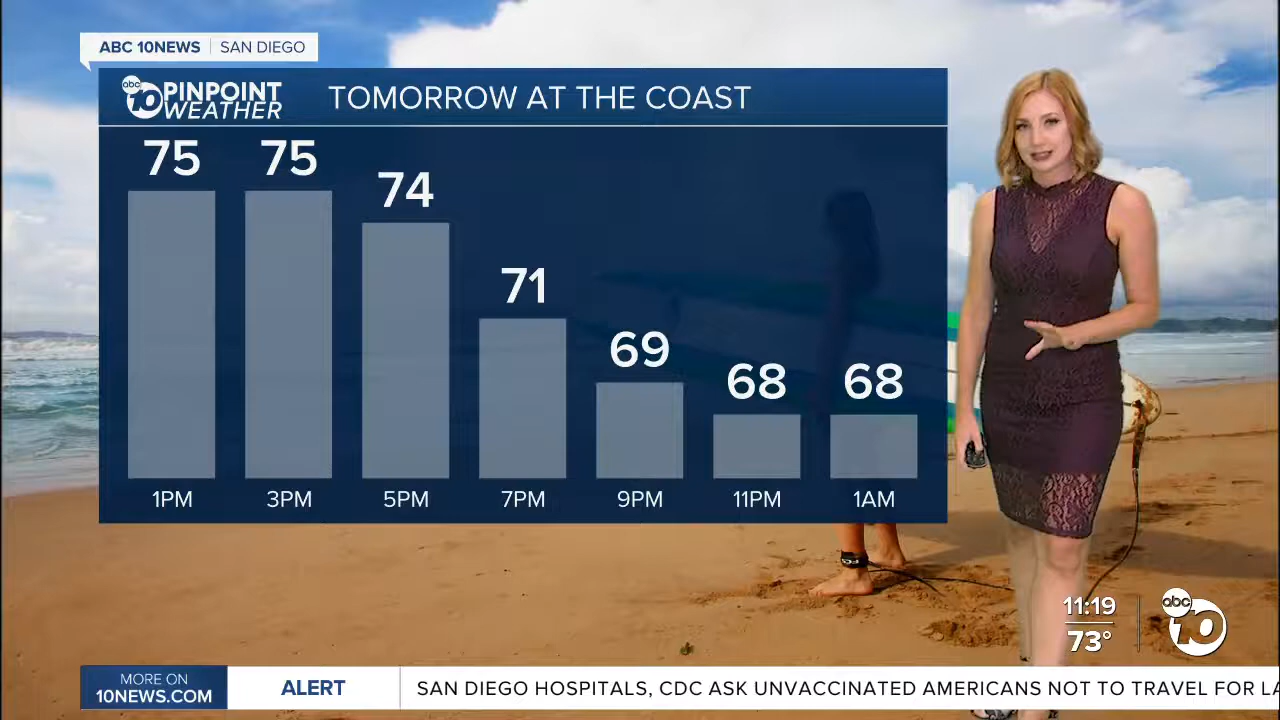 ABC 10NEWS | SAN DIEGO
abc 10 PINPOINT WEATHER
TOMORROW AT THE COAST
75 75 74 71 69 68 68
1PM 3PM 5PM 7PM 9PM 11PM 1AM
11:19
73°
abc 10
MORE ON
10NEWS.COM
ALERT
SAN DIEGO HOSPITALS, CDC ASK UNVACCINATED AMERICANS NOT TO TRAVEL FOR